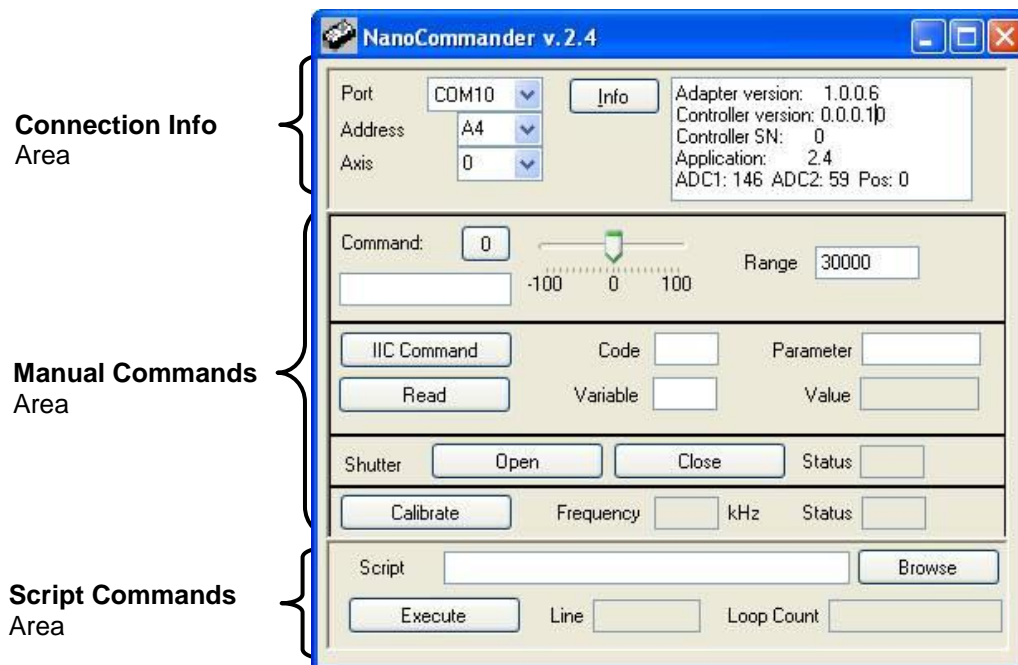 NanoCommander v.2.4
Connection Info
Area
Port COM10 Info
Address A4
Axis 0
Adapter version: 1.0.0.6
Controller version: 0.0.0.10
Controller SN: 0
Application: 2.4
ADC1: 146 ADC2: 59 Pos: 0
Manual Commands
Area
Command: 0
-100 0 100
Range 30000
IIC Command Code Parameter
Read Variable Value
Shutter Open Close Status
Calibrate Frequency kHz Status
Script Commands
Area
Script Browse
Execute Line Loop Count